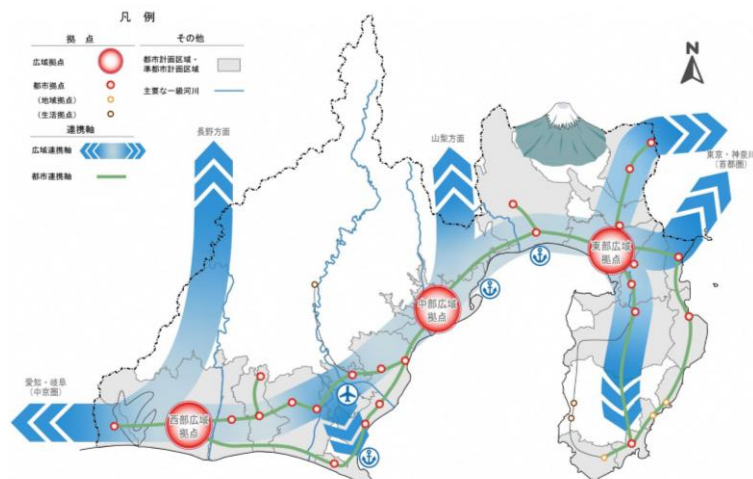 凡 例
拠 点
その他
広域拠点
都市計画区域・
準都市計画区域
都市拠点
(地域拠点)
(生活拠点)
主要な一級河川
連携軸
広域連携軸
都市連携軸
N
長野方面
山梨方面
東京・神奈川
(首都圏)
東部広域
拠点
中部広域
拠点
愛知・岐阜
(中京圏)
西部広域
拠点